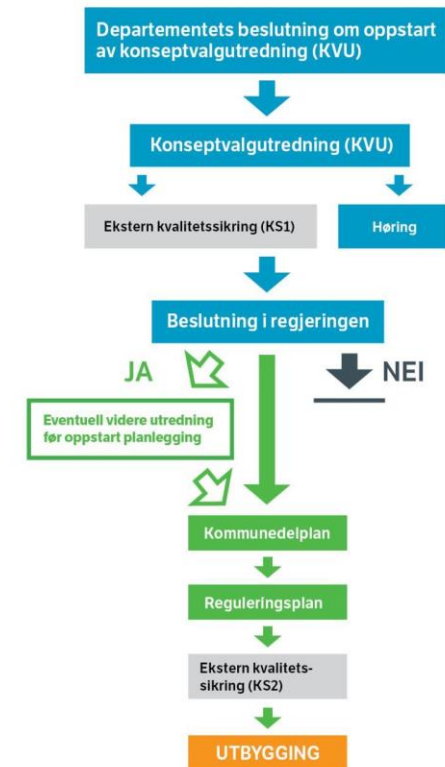 Departementets beslutning om oppstart
av konseptvalgutredning (KVU)
Konseptvalgutredning (KVU)
Ekstern kvalitetssikring (KS1)
Høring
Beslutning i regjeringen
JA
NEI
Eventuell videre utredning
før oppstart planlegging
Kommunedelplan
Reguleringsplan
Ekstern kvalitets-
sikring (KS2)
UTBYGGING